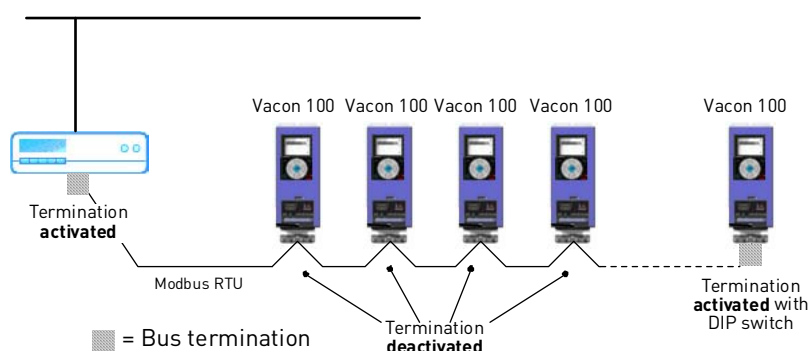 Vacon 100 Vacon 100 Vacon 100 Vacon 100 Vacon 100
Termination
activated
Modbus RTU
Termination
deactivated
Termination
activated with
DIP switch
= Bus termination